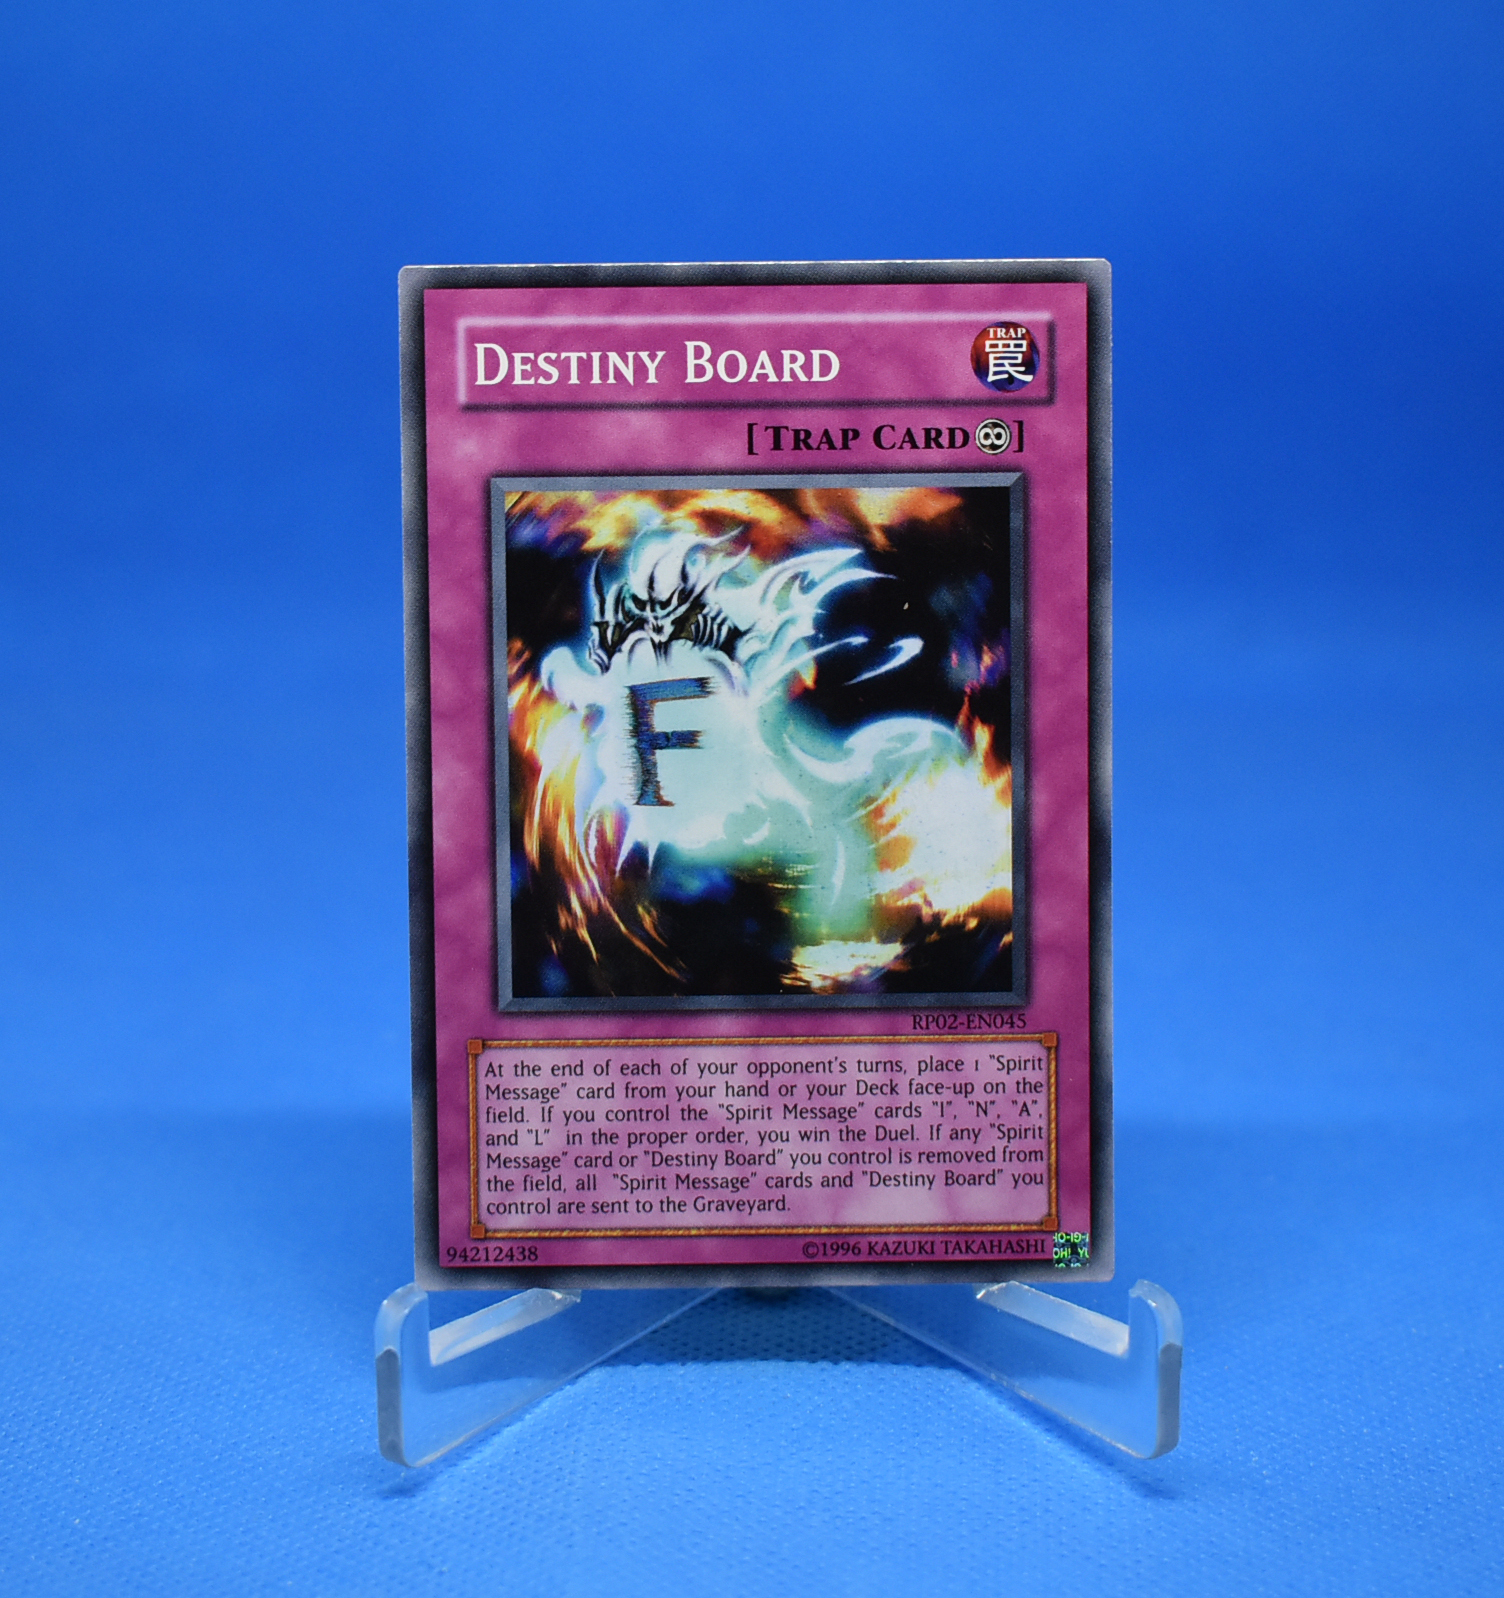 DESTINY BOARD
TRAP
罠
[TRAP CARD∞]
F
RP02-EN045
At the end of each of your opponent's turns, place 1 "Spirit
Message" card from your hand or your Deck face-up on the
field. If you control the "Spirit Message" cards "I", "N", "A",
and "L" in the proper order, you win the Duel. If any "Spirit
Message" card or "Destiny Board" you control is removed from
the field, all "Spirit Message" cards and "Destiny Board" you
control are sent to the Graveyard.
94212438
©1996 KAZUKI TAKAHASHI